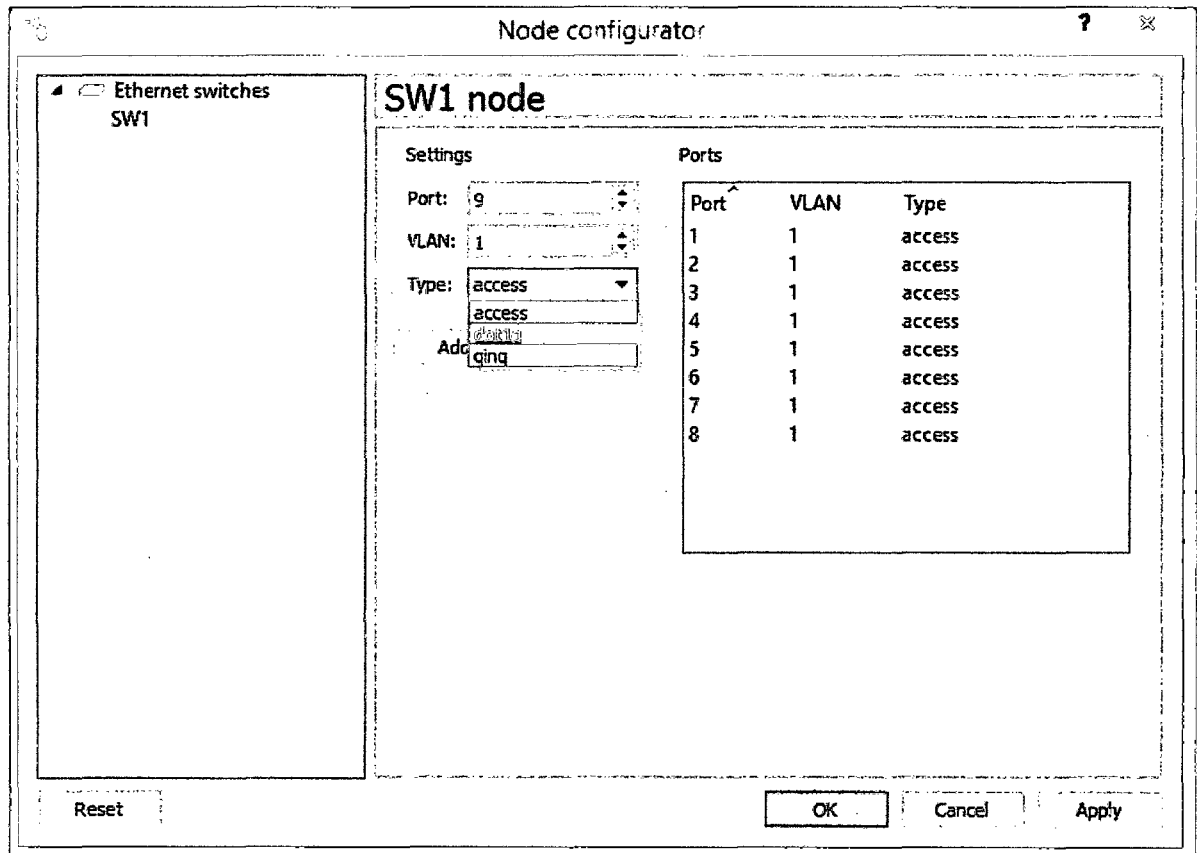 Node configurator ?
Ethernet switches
SW1
SW1 node
Settings
Port: 9
VLAN: 1
Type: access
access
qinq
Ports
Port VLAN Type
1 1 access
2 1 access
3 1 access
4 1 access
5 1 access
6 1 access
7 1 access
8 1 access
Reset
OK
Cancel
Apply